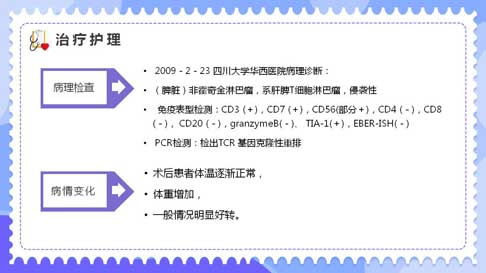 治疗护理
病理检查
• 2009-2-23 四川大学华西医院病理诊断：
• （脾脏）非霍奇金淋巴瘤，系肝脾T细胞淋巴瘤，侵袭性
• 免疫表型检测：CD3 (+)，CD7 (+)，CD56(部分+)，CD4 (-)，CD8
(-)，CD20 (-)，granzymeB(-)、TIA-1(+)，EBER-ISH(-)
• PCR检测：检出TCR 基因克隆性重排
病情变化
• 术后患者体温逐渐正常，
• 体重增加，
• 一般情况明显好转。